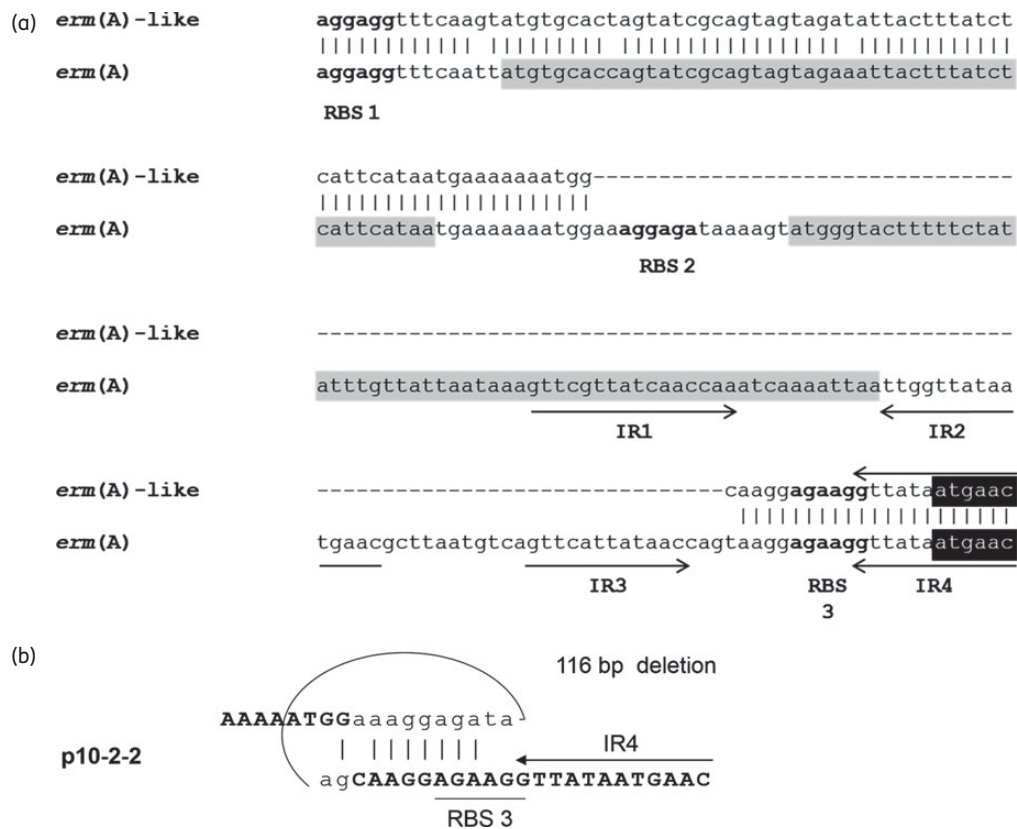 (a)
erm(A)-like aggaggtttcaagtatgtgcactagtatcgcagtagtagatattactttatct
erm(A) aggaggtttcaattatgtgcaccagtatcgcagtagtagaaattactttatct
RBS 1
erm(A)-like cattcataatgaaaaaaatgg--------------------------------
erm(A) cattcataatgaaaaaaatggaaaggagataaaagtatgggtactttttctat
RBS 2
erm(A)-like -----------------------------------------------------
erm(A) atttgttattaataaagttcgttatcaaccaaatcaaaattaattggttataa
IR1 IR2
erm(A)-like -------------------------------caaggagaaggttataatgaac
erm(A) tgaacgcttaatgtcagttcattataaccagtaaggagaaggttataatgaac
IR3 RBS 3 IR4
(b)
116 bp deletion
AAAAATGGaaaggagata
p10-2-2
IR4
agCAAGGAGAAGGTTATAATGAAC
RBS 3